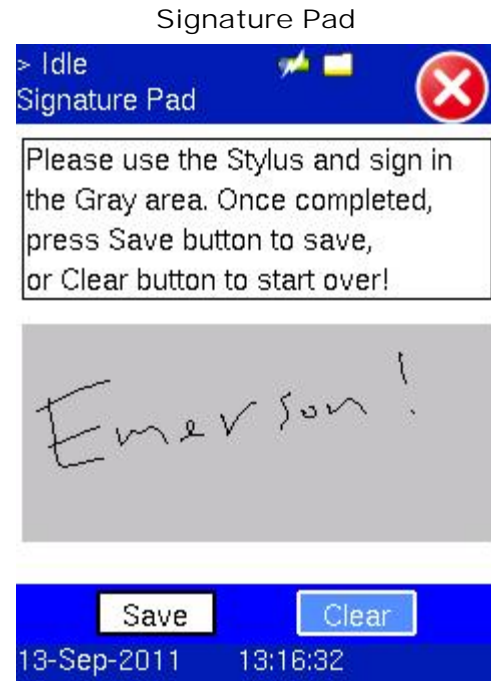 Signature Pad
> Idle
Signature Pad
Please use the Stylus and sign in
the Gray area. Once completed,
press Save button to save,
or Clear button to start over!
Emerson!
Save
Clear
13-Sep-2011 13:16:32